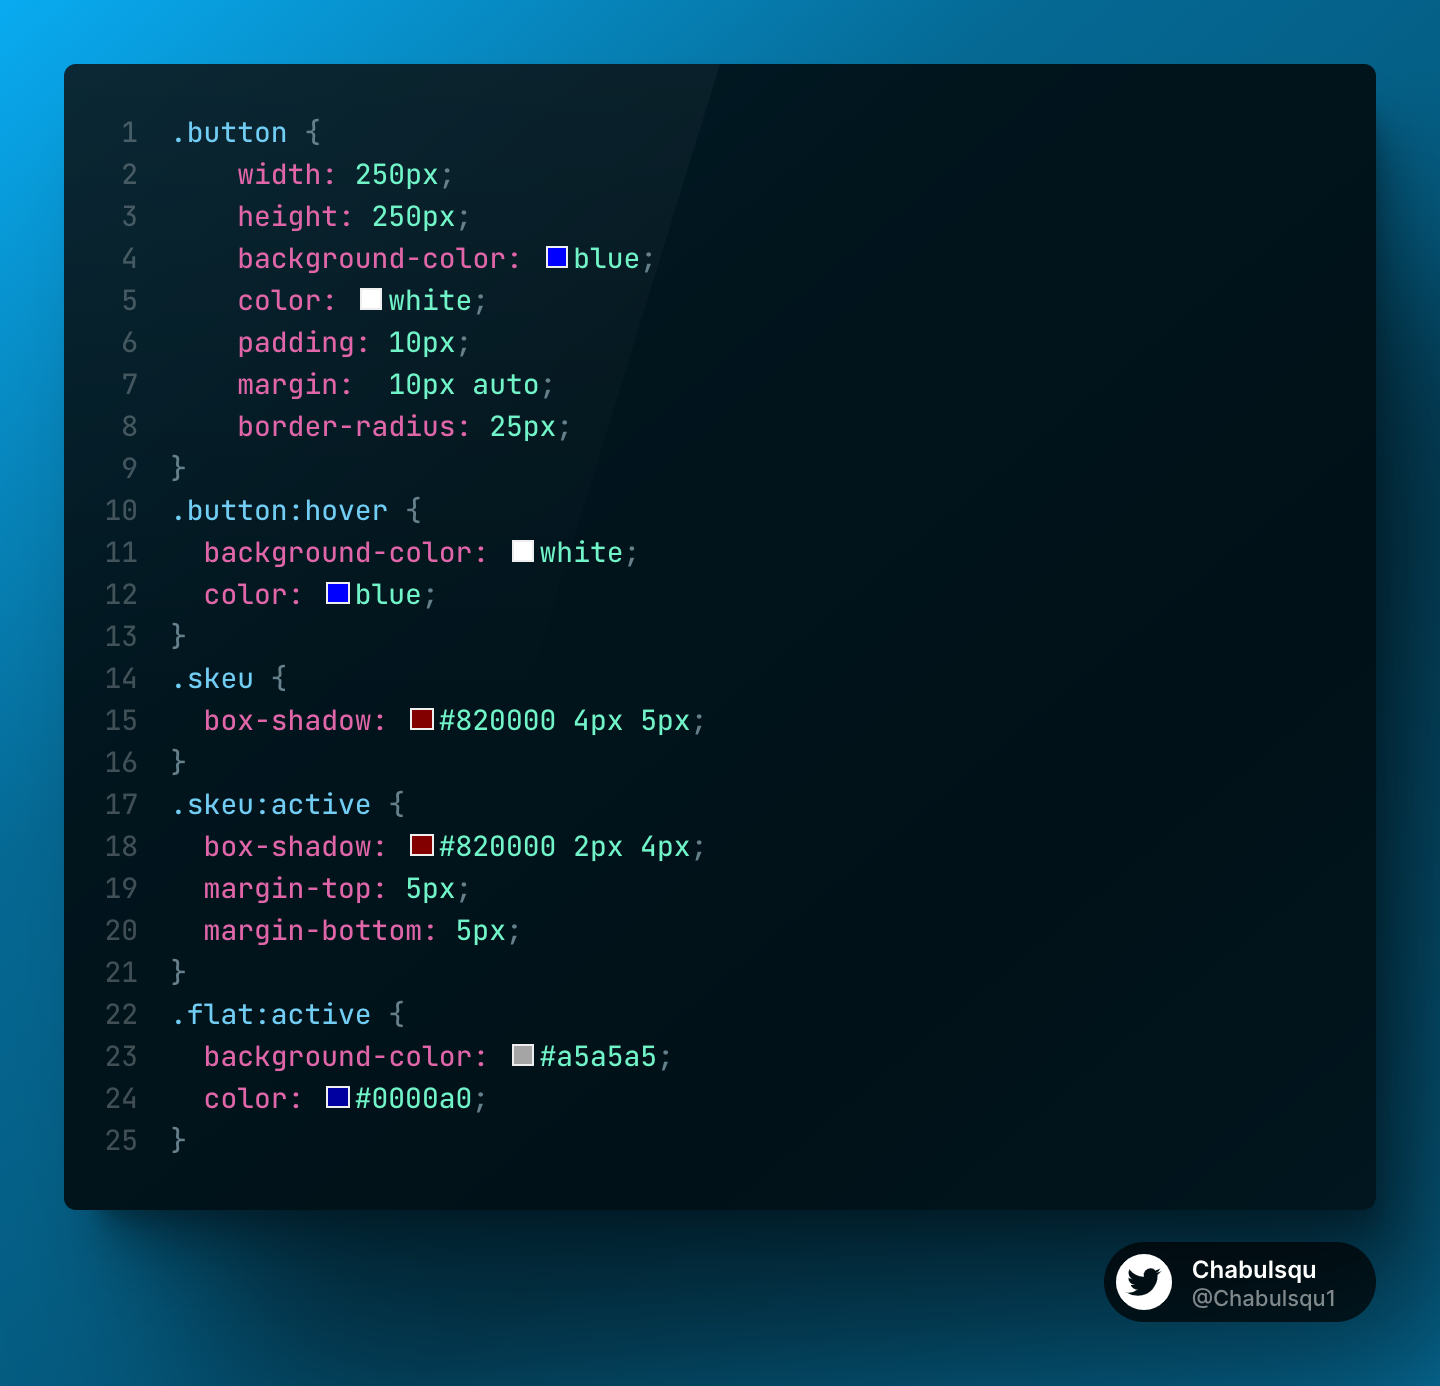 1 .button {
2     width: 250px;
3     height: 250px;
4     background-color: blue;
5     color: white;
6     padding: 10px;
7     margin:  10px auto;
8     border-radius: 25px;
9 }
10 .button:hover {
11   background-color: white;
12   color: blue;
13 }
14 .skeu {
15   box-shadow: #820000 4px 5px;
16 }
17 .skeu:active {
18   box-shadow: #820000 2px 4px;
19   margin-top: 5px;
20   margin-bottom: 5px;
21 }
22 .flat:active {
23   background-color: #a5a5a5;
24   color: #0000a0;
25 }
Chabulsqu
@Chabulsqu1